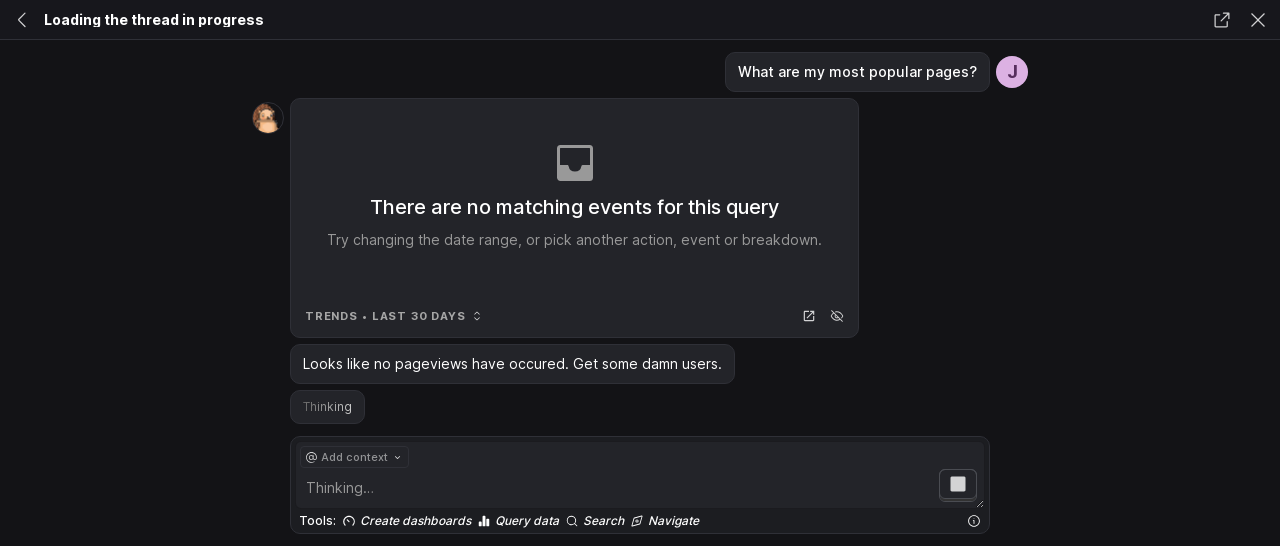 Loading the thread in progress
What are my most popular pages?
J
There are no matching events for this query
Try changing the date range, or pick another action, event or breakdown.
TRENDS • LAST 30 DAYS
Looks like no pageviews have occured. Get some damn users.
Thinking
@ Add context
Thinking...
Tools: Create dashboards Query data Search Navigate